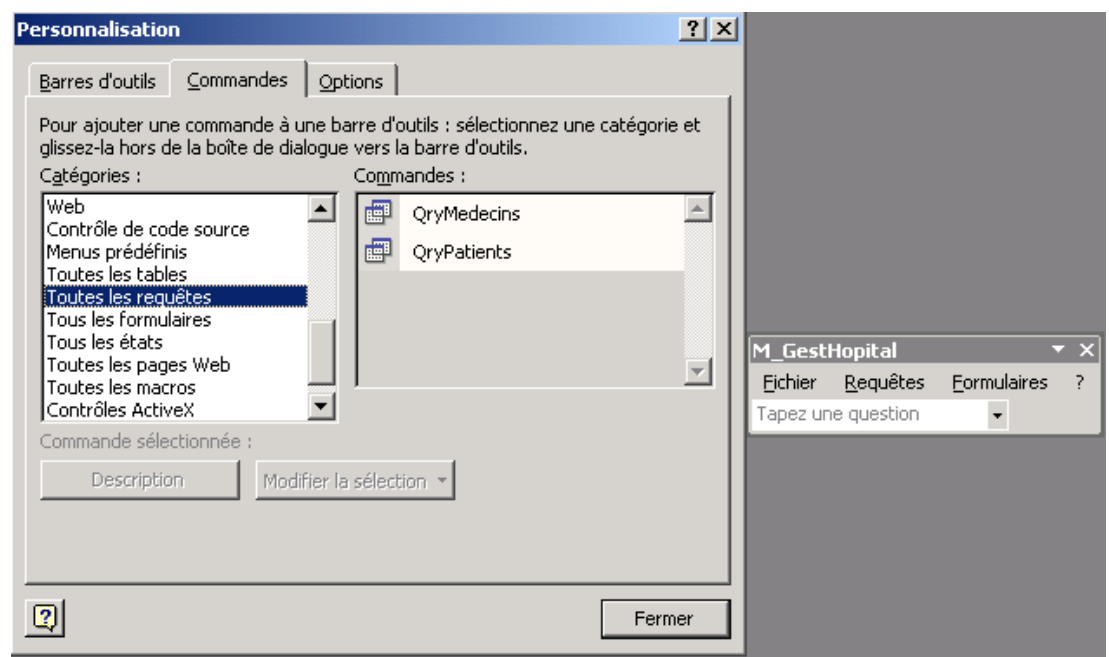 Personnalisation
Barres d'outils Commandes Options
Pour ajouter une commande à une barre d'outils : sélectionnez une catégorie et
glissez-la hors de la boîte de dialogue vers la barre d'outils.
Catégories :
Web
Contrôle de code source
Menus prédéfinis
Toutes les tables
Toutes les requêtes
Tous les formulaires
Tous les états
Toutes les pages Web
Toutes les macros
Contrôles ActiveX
Commandes :
QryMedecins
QryPatients
Commande sélectionnée :
Description Modifier la sélection
Fermer
M_GestHopital
Fichier Requêtes Formulaires ?
Tapez une question